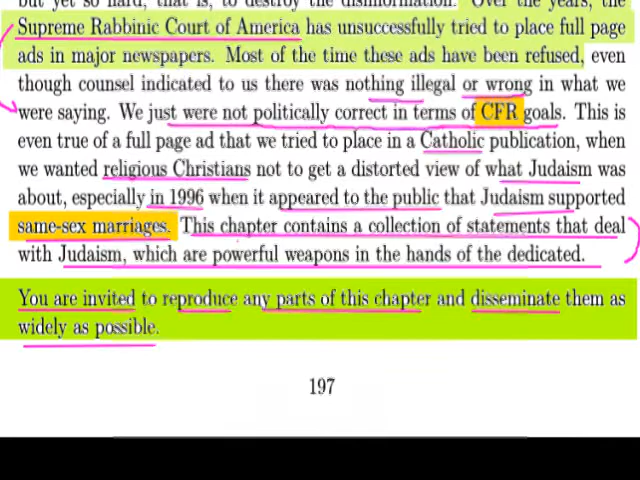 but yet so hard, that is, to destroy the disinformation. Over the years, the
Supreme Rabbinic Court of America has unsuccessfully tried to place full page
ads in major newspapers. Most of the time these ads have been refused, even
though counsel indicated to us there was nothing illegal or wrong in what we
were saying. We just were not politically correct in terms of CFR goals. This is
even true of a full page ad that we tried to place in a Catholic publication, when
we wanted religious Christians not to get a distorted view of what Judaism was
about, especially in 1996 when it appeared to the public that Judaism supported
same-sex marriages. This chapter contains a collection of statements that deal
with Judaism, which are powerful weapons in the hands of the dedicated.
You are invited to reproduce any parts of this chapter and disseminate them as
widely as possible.
197